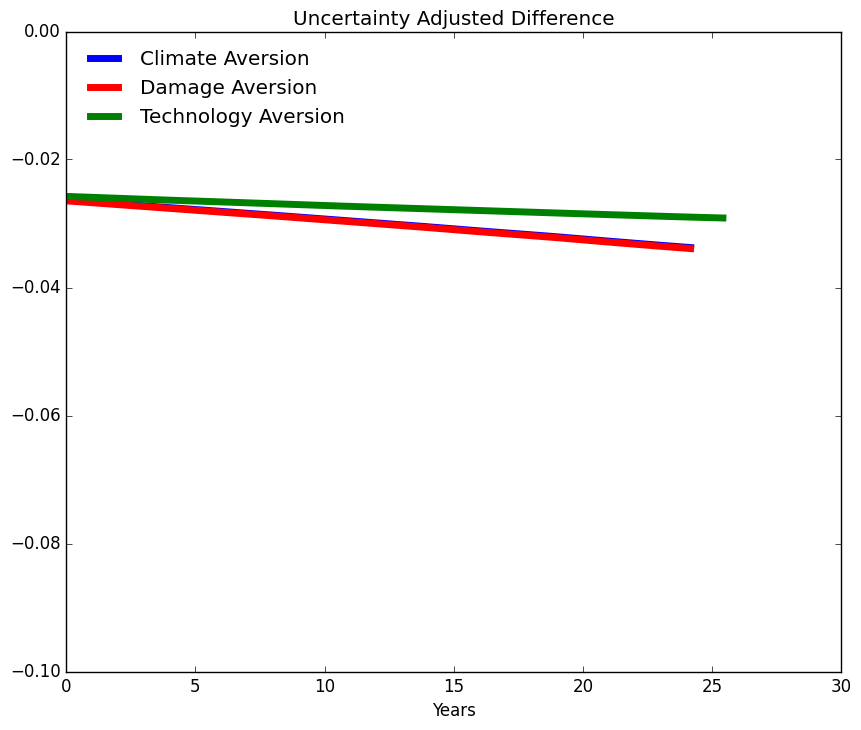 Uncertainty Adjusted Difference
0.00
Climate Aversion
Damage Aversion
Technology Aversion
−0.02
−0.04
−0.06
−0.08
−0.10
0 5 10 15 20 25 30
Years